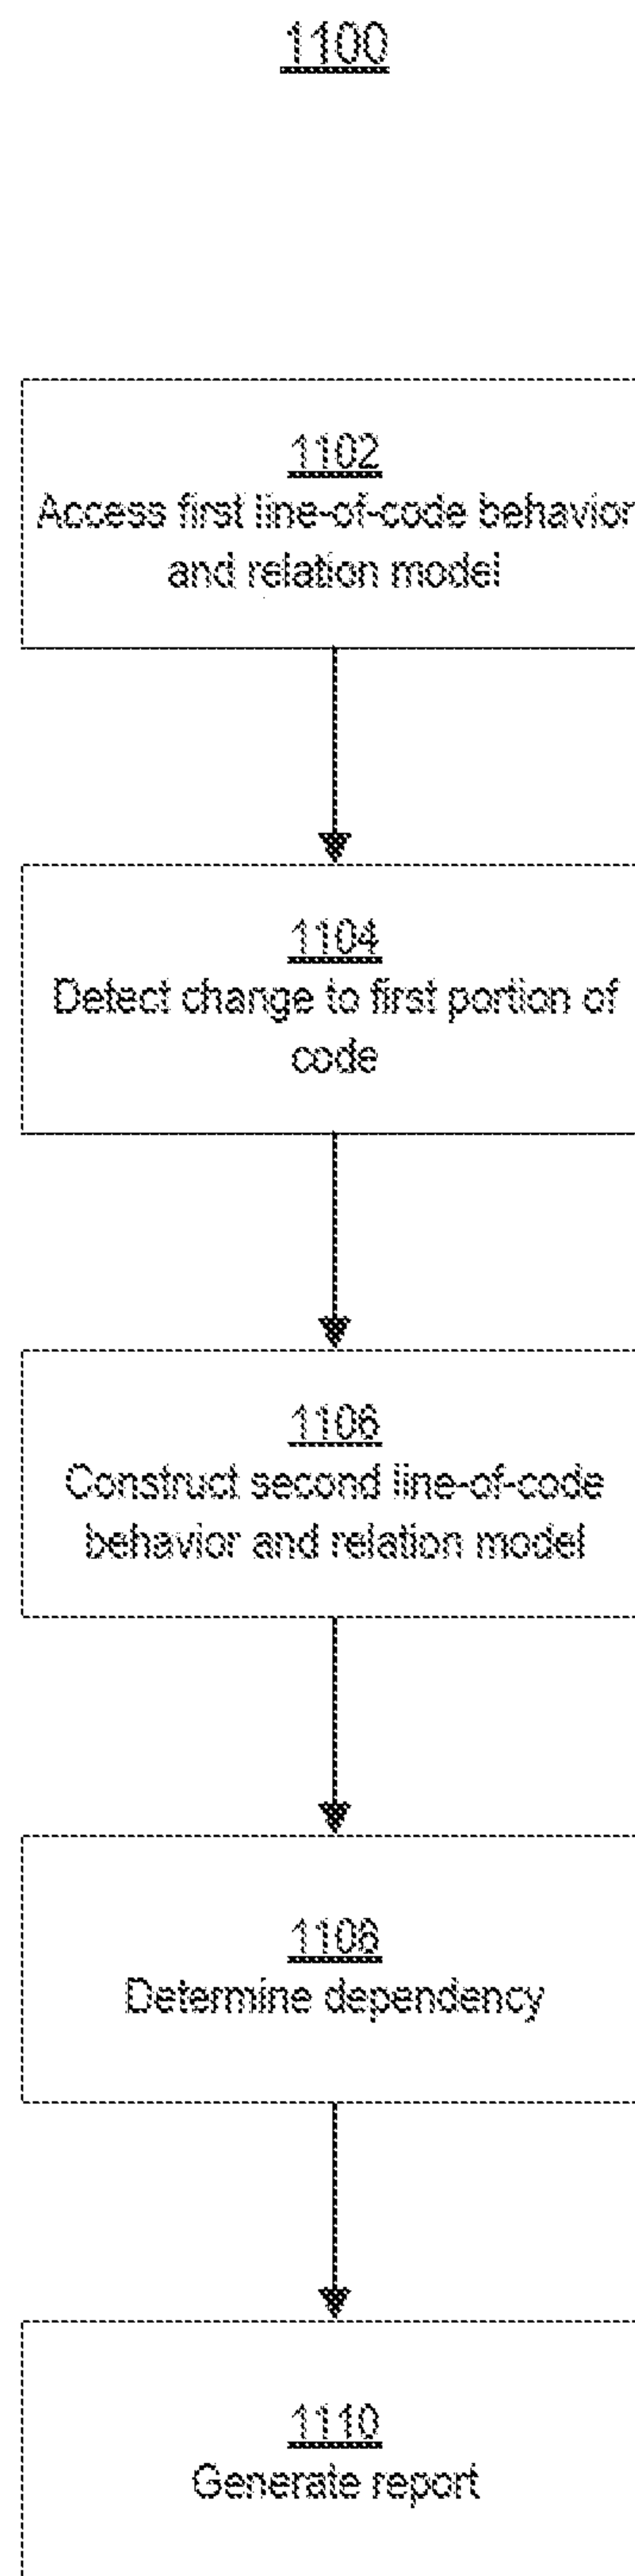 1100
1102
Access first line-of-code behavior
and relation model
1104
Detect change to first portion of
code
1106
Construct second line-of-code
behavior and relation model
1108
Determine dependency
1110
Generate report